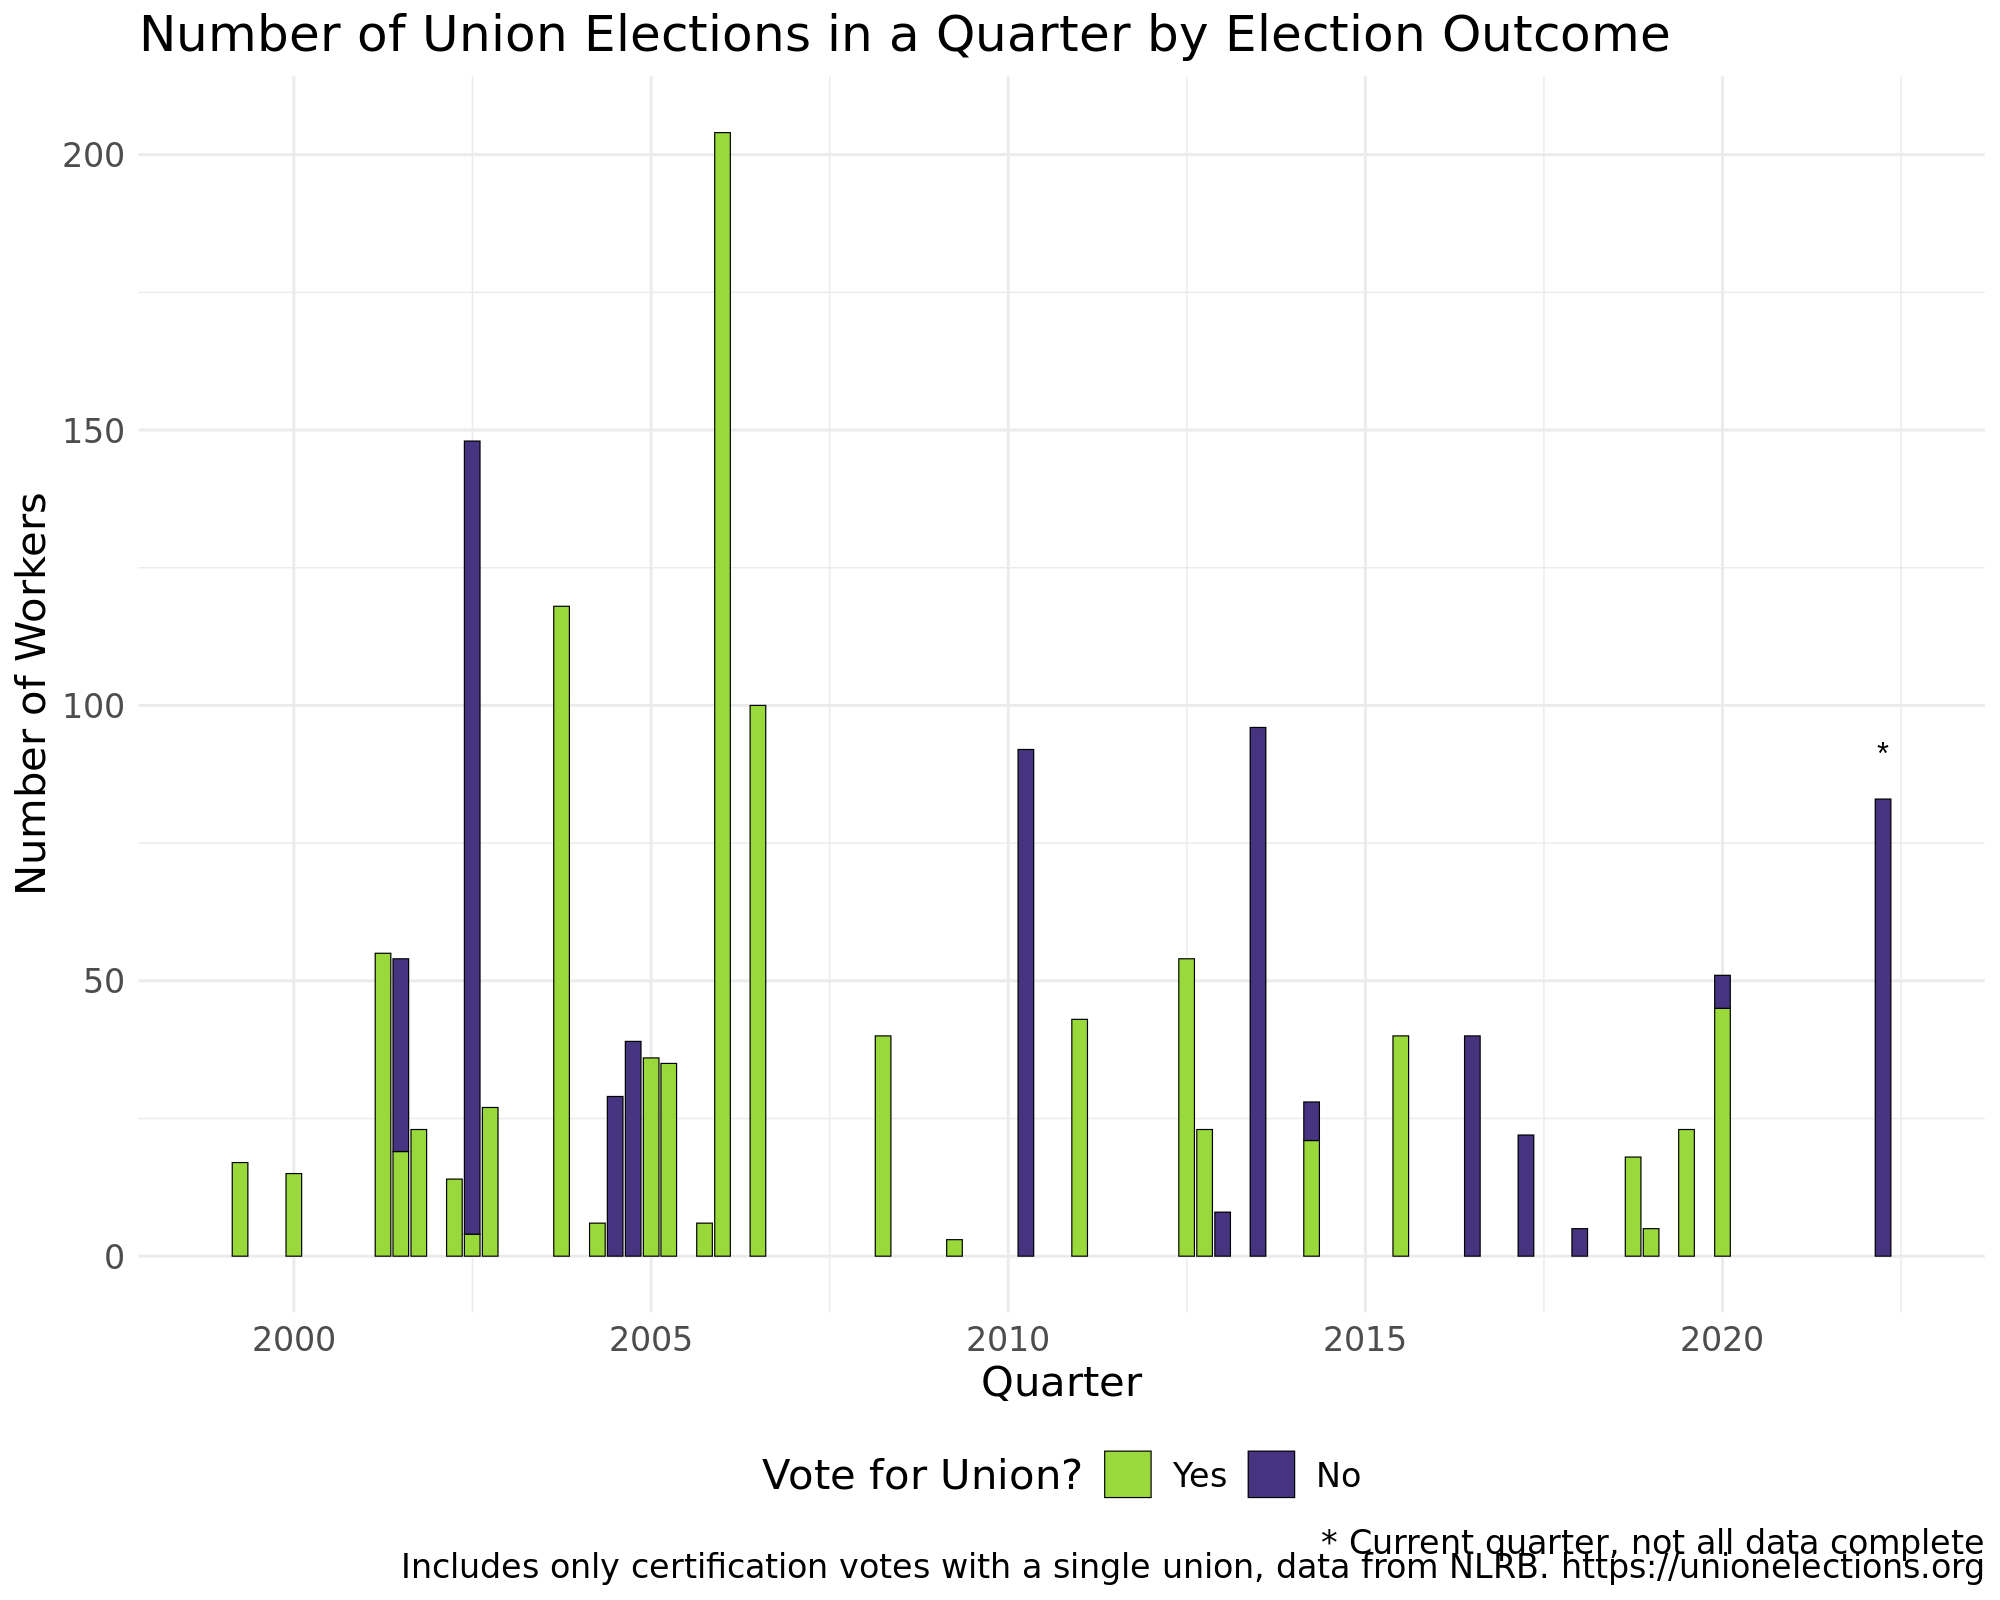 Number of Union Elections in a Quarter by Election Outcome
Number of Workers
200
150
100
50
0
*
2000 2005 2010 2015 2020
Quarter
Vote for Union? Yes No
* Current quarter, not all data complete
Includes only certification votes with a single union, data from NLRB. https://unionelections.org